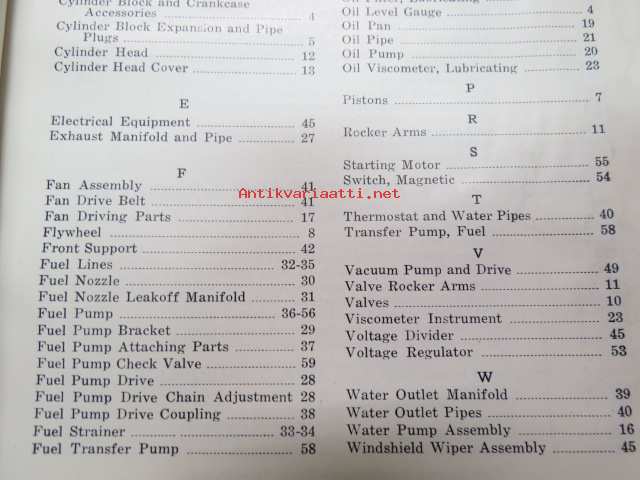 Cylinder Block and Crankcase
Accessories 4
Cylinder Block Expansion and Pipe
Plugs 5
Cylinder Head 12
Cylinder Head Cover 13
E
Electrical Equipment 45
Exhaust Manifold and Pipe 27
F
Fan Assembly 41
Fan Drive Belt 41
Fan Driving Parts 17
Flywheel 8
Front Support 42
Fuel Lines 32-35
Fuel Nozzle 30
Fuel Nozzle Leakoff Manifold 31
Fuel Pump 36-56
Fuel Pump Bracket 29
Fuel Pump Attaching Parts 37
Fuel Pump Check Valve 59
Fuel Pump Drive 28
Fuel Pump Drive Chain Adjustment 28
Fuel Pump Drive Coupling 38
Fuel Strainer 33-34
Fuel Transfer Pump 58
Oil Level Gauge 4
Oil Pan 19
Oil Pipe 21
Oil Pump 20
Oil Viscometer, Lubricating 23
P
Pistons 7
R
Rocker Arms 11
S
Starting Motor 55
Switch, Magnetic 54
T
Thermostat and Water Pipes 40
Transfer Pump, Fuel 58
V
Vacuum Pump and Drive 49
Valve Rocker Arms 11
Valves 10
Viscometer Instrument 23
Voltage Divider 45
Voltage Regulator 53
W
Water Outlet Manifold 39
Water Outlet Pipes 40
Water Pump Assembly 16
Windshield Wiper Assembly 45
Antikvariaatti.net